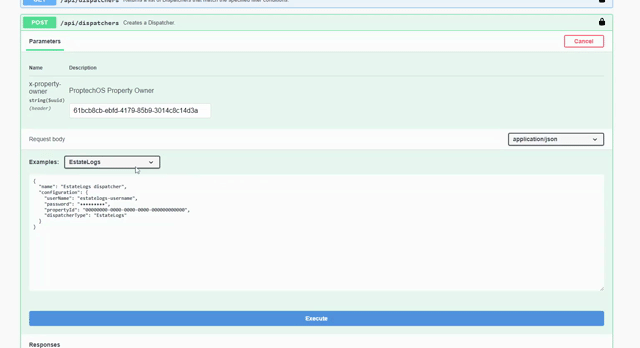 GET /api/dispatchers Returns a list of Dispatchers that match the specified filter conditions.
POST /api/dispatchers Creates a Dispatcher.
Parameters Cancel
Name Description
x-property-owner ProptechOS Property Owner
string($uuid)
(header)
61bcb8cb-ebfd-4179-85b9-3014c8c14d3a
Request body application/json
Examples: EstateLogs
{
"name": "EstateLogs dispatcher",
"configuration": {
"userName": "estatelogs-username",
"password": "*********",
"propertyId": "00000000-0000-0000-0000-000000000000",
"dispatcherType": "EstateLogs"
}
}
Execute
Responses